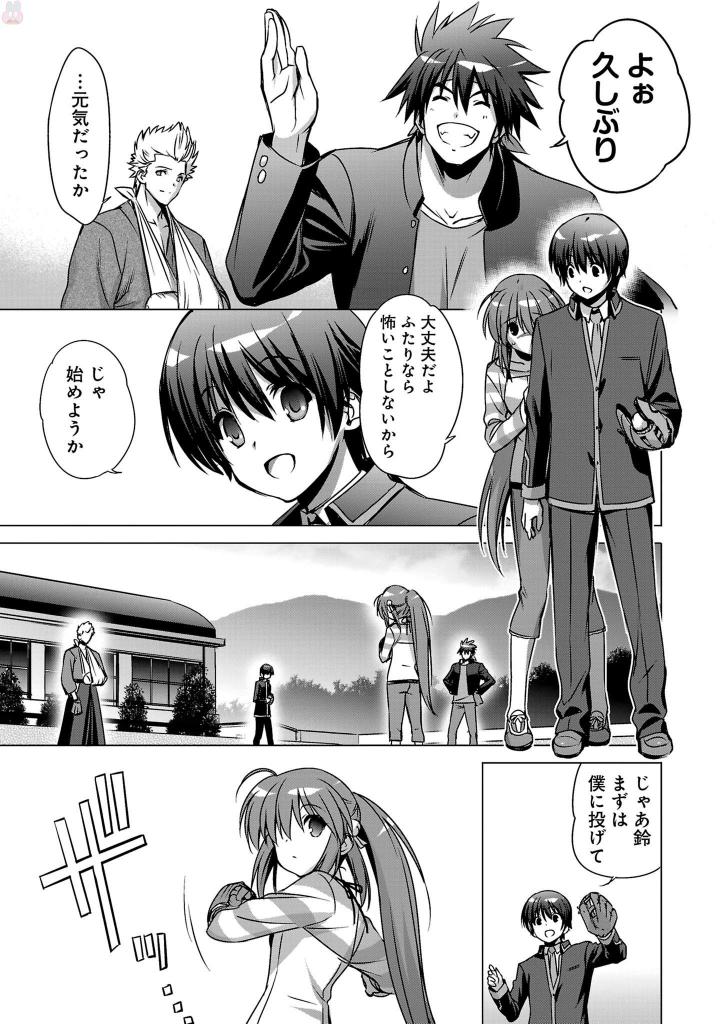 よぉ
久しぶり
…元気だったか
大丈夫だよ
ふたりなら
怖いことしないから
じゃ
始めようか
じゃあ鈴
まずは
僕に投げて
ザ…